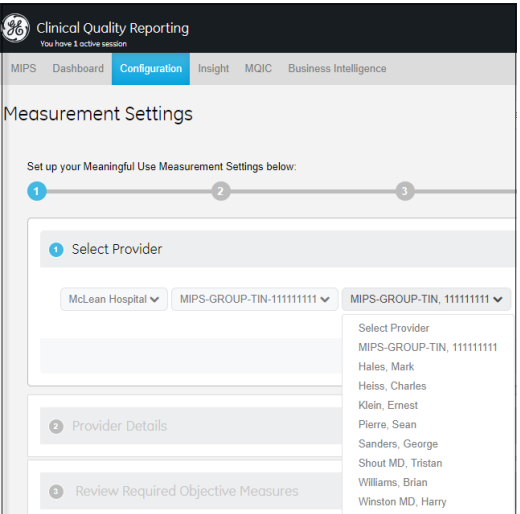 Clinical Quality Reporting
You have 1 active session
MIPS Dashboard Configuration Insight MQIC Business Intelligence
Measurement Settings
Set up your Meaningful Use Measurement Settings below:
1 2 3
1 Select Provider
McLean Hospital MIPS-GROUP-TIN-111111111 MIPS-GROUP-TIN, 111111111
Select Provider
MIPS-GROUP-TIN, 111111111
Hales, Mark
Heiss, Charles
Klein, Ernest
Pierre, Sean
Sanders, George
Shout MD, Tristan
Williams, Brian
Winston MD, Harry
2 Provider Details
3 Review Required Objective Measures